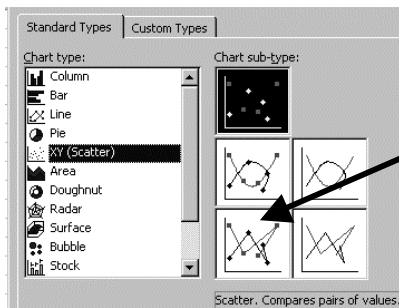 Standard Types
Custom Types
Chart type:
Column
Bar
Line
Pie
XY (Scatter)
Area
Doughnut
Radar
Surface
Bubble
Stock
Chart sub-type:
Scatter. Compares pairs of values.